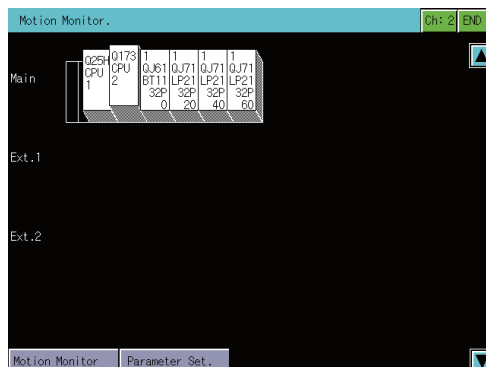 Motion Monitor.
Ch: 2 END
Main
Q25H
CPU
1
Q173
CPU
2
1
QJ61
BT11
32P
0
1
QJ71
LP21
32P
20
1
QJ71
LP21
32P
40
1
QJ71
LP21
32P
60
Ext.1
Ext.2
Motion Monitor
Parameter Set.